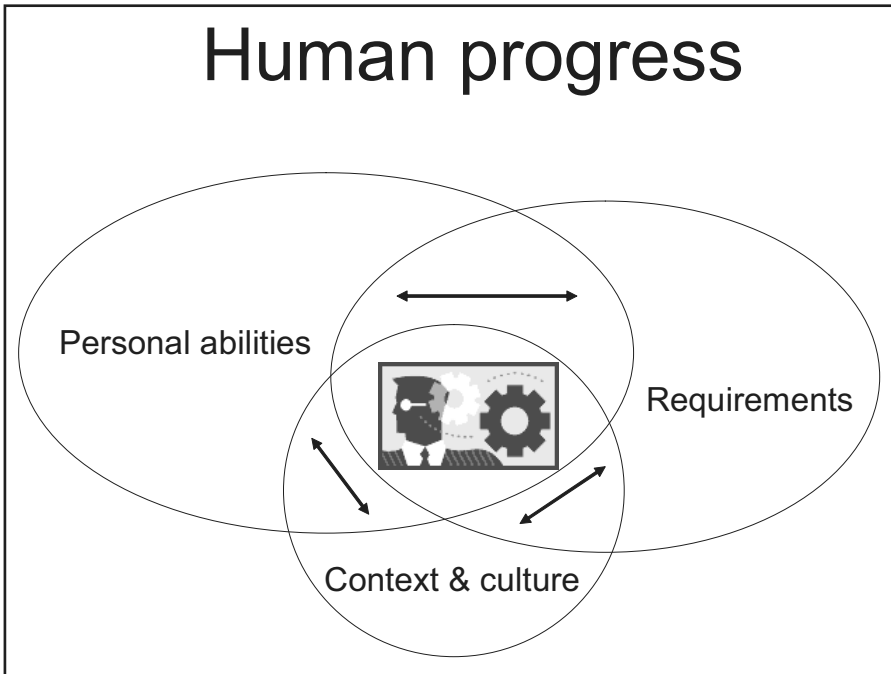 Human progress
Personal abilities
Requirements
Context & culture